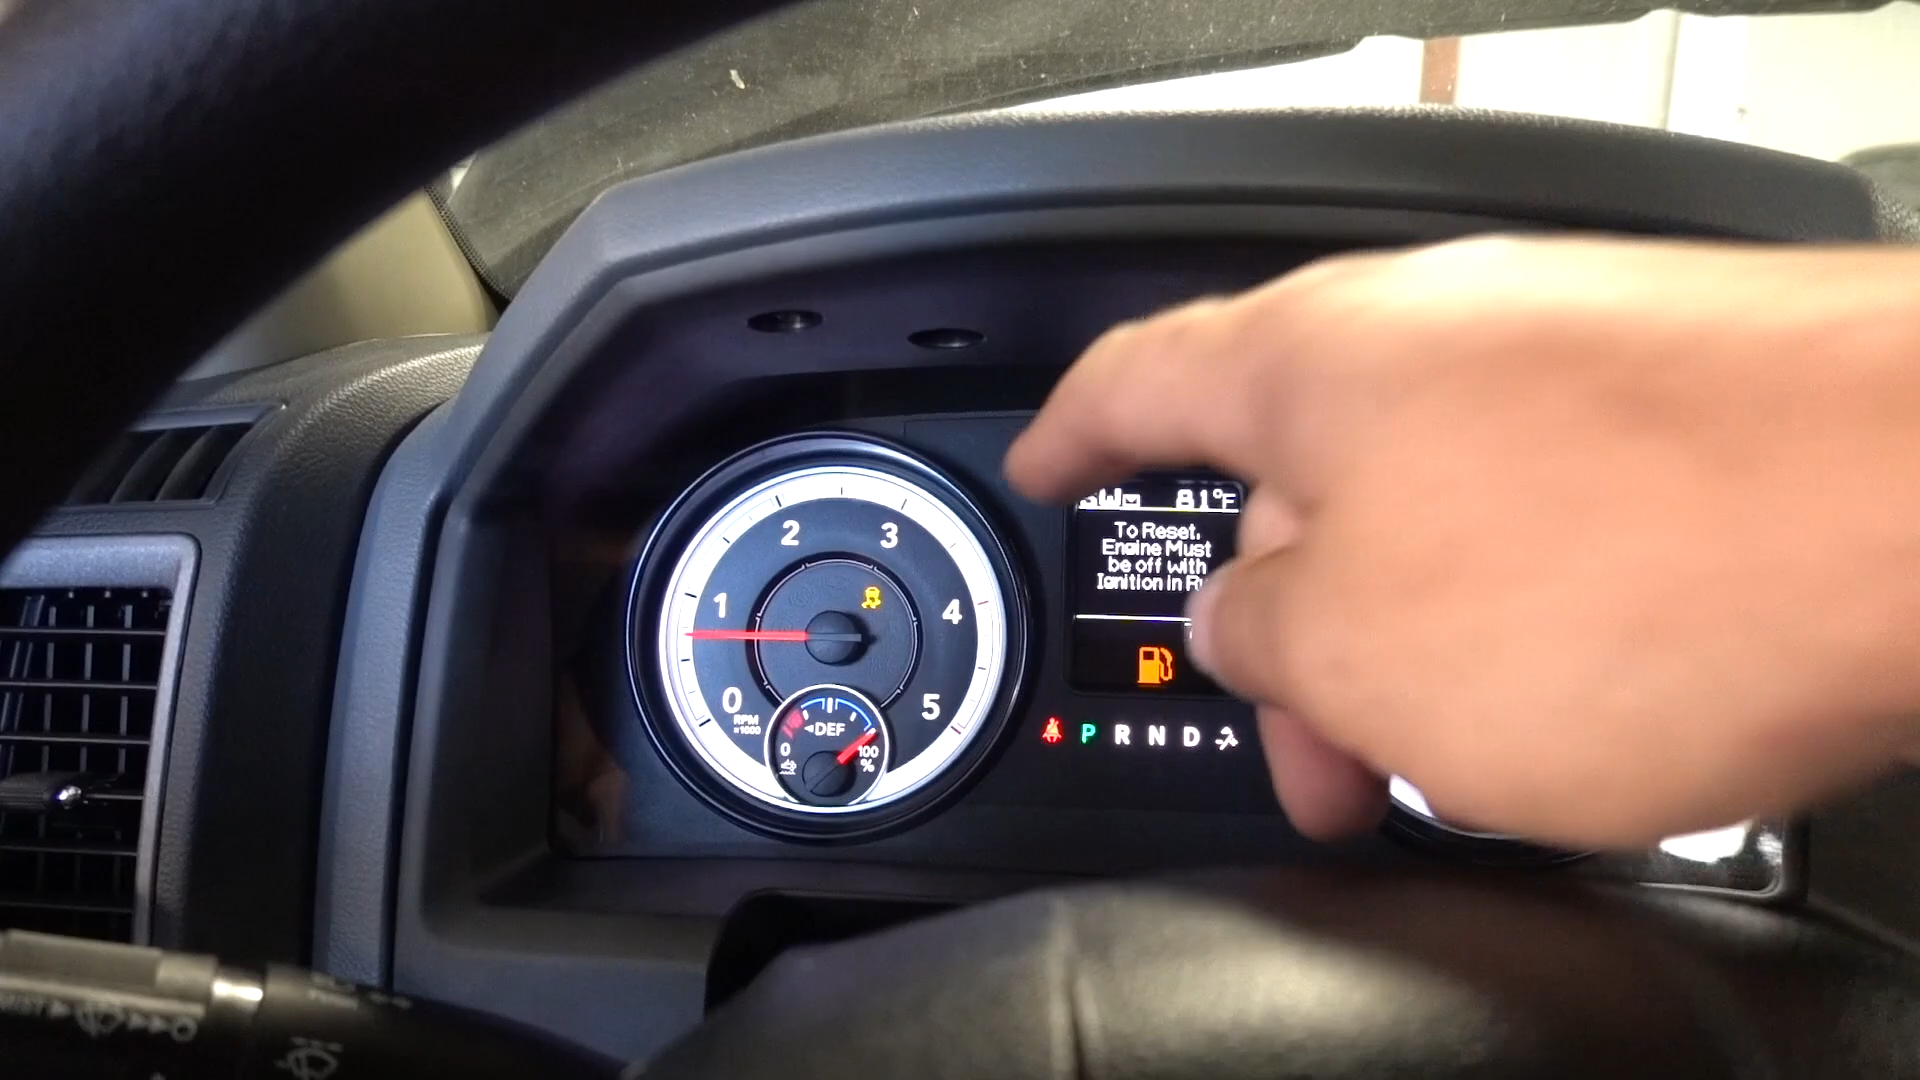 SW 81°F
To Reset,
Engine Must
be off with
Ignition in
1
2
3
4
5
0
RPM
x1000
◄DEF
0
100
%
P R N D